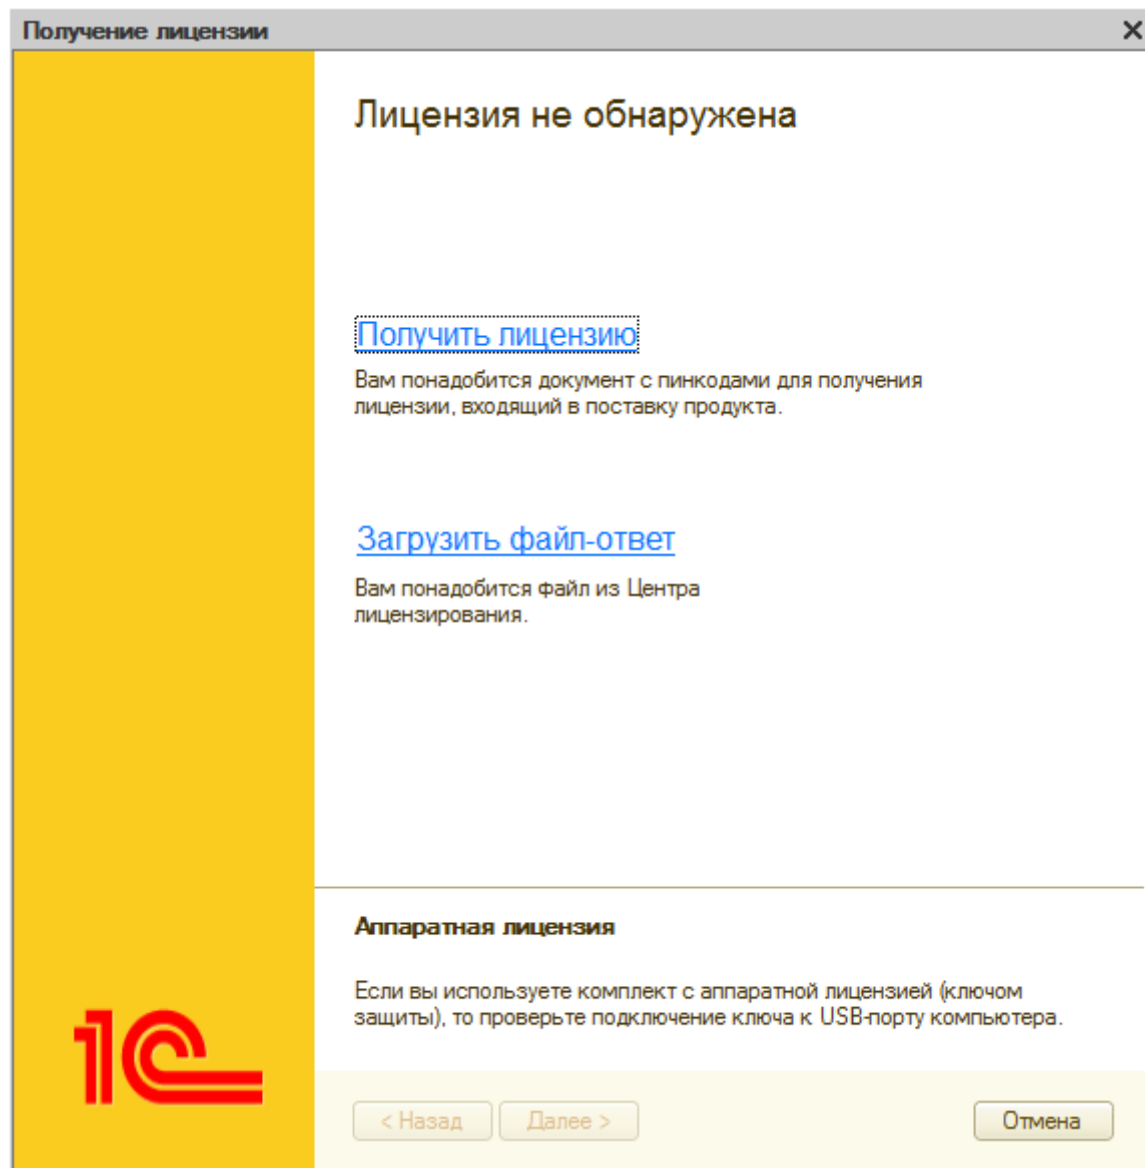 Получение лицензии
Лицензия не обнаружена
Получить лицензию
Вам понадобится документ с пинкодами для получения
лицензии, входящий в поставку продукта.
Загрузить файл-ответ
Вам понадобится файл из Центра
лицензирования.
Аппаратная лицензия
Если вы используете комплект с аппаратной лицензией (ключом
защиты), то проверьте подключение ключа к USB-порту компьютера.
1С
< Назад
Далее >
Отмена